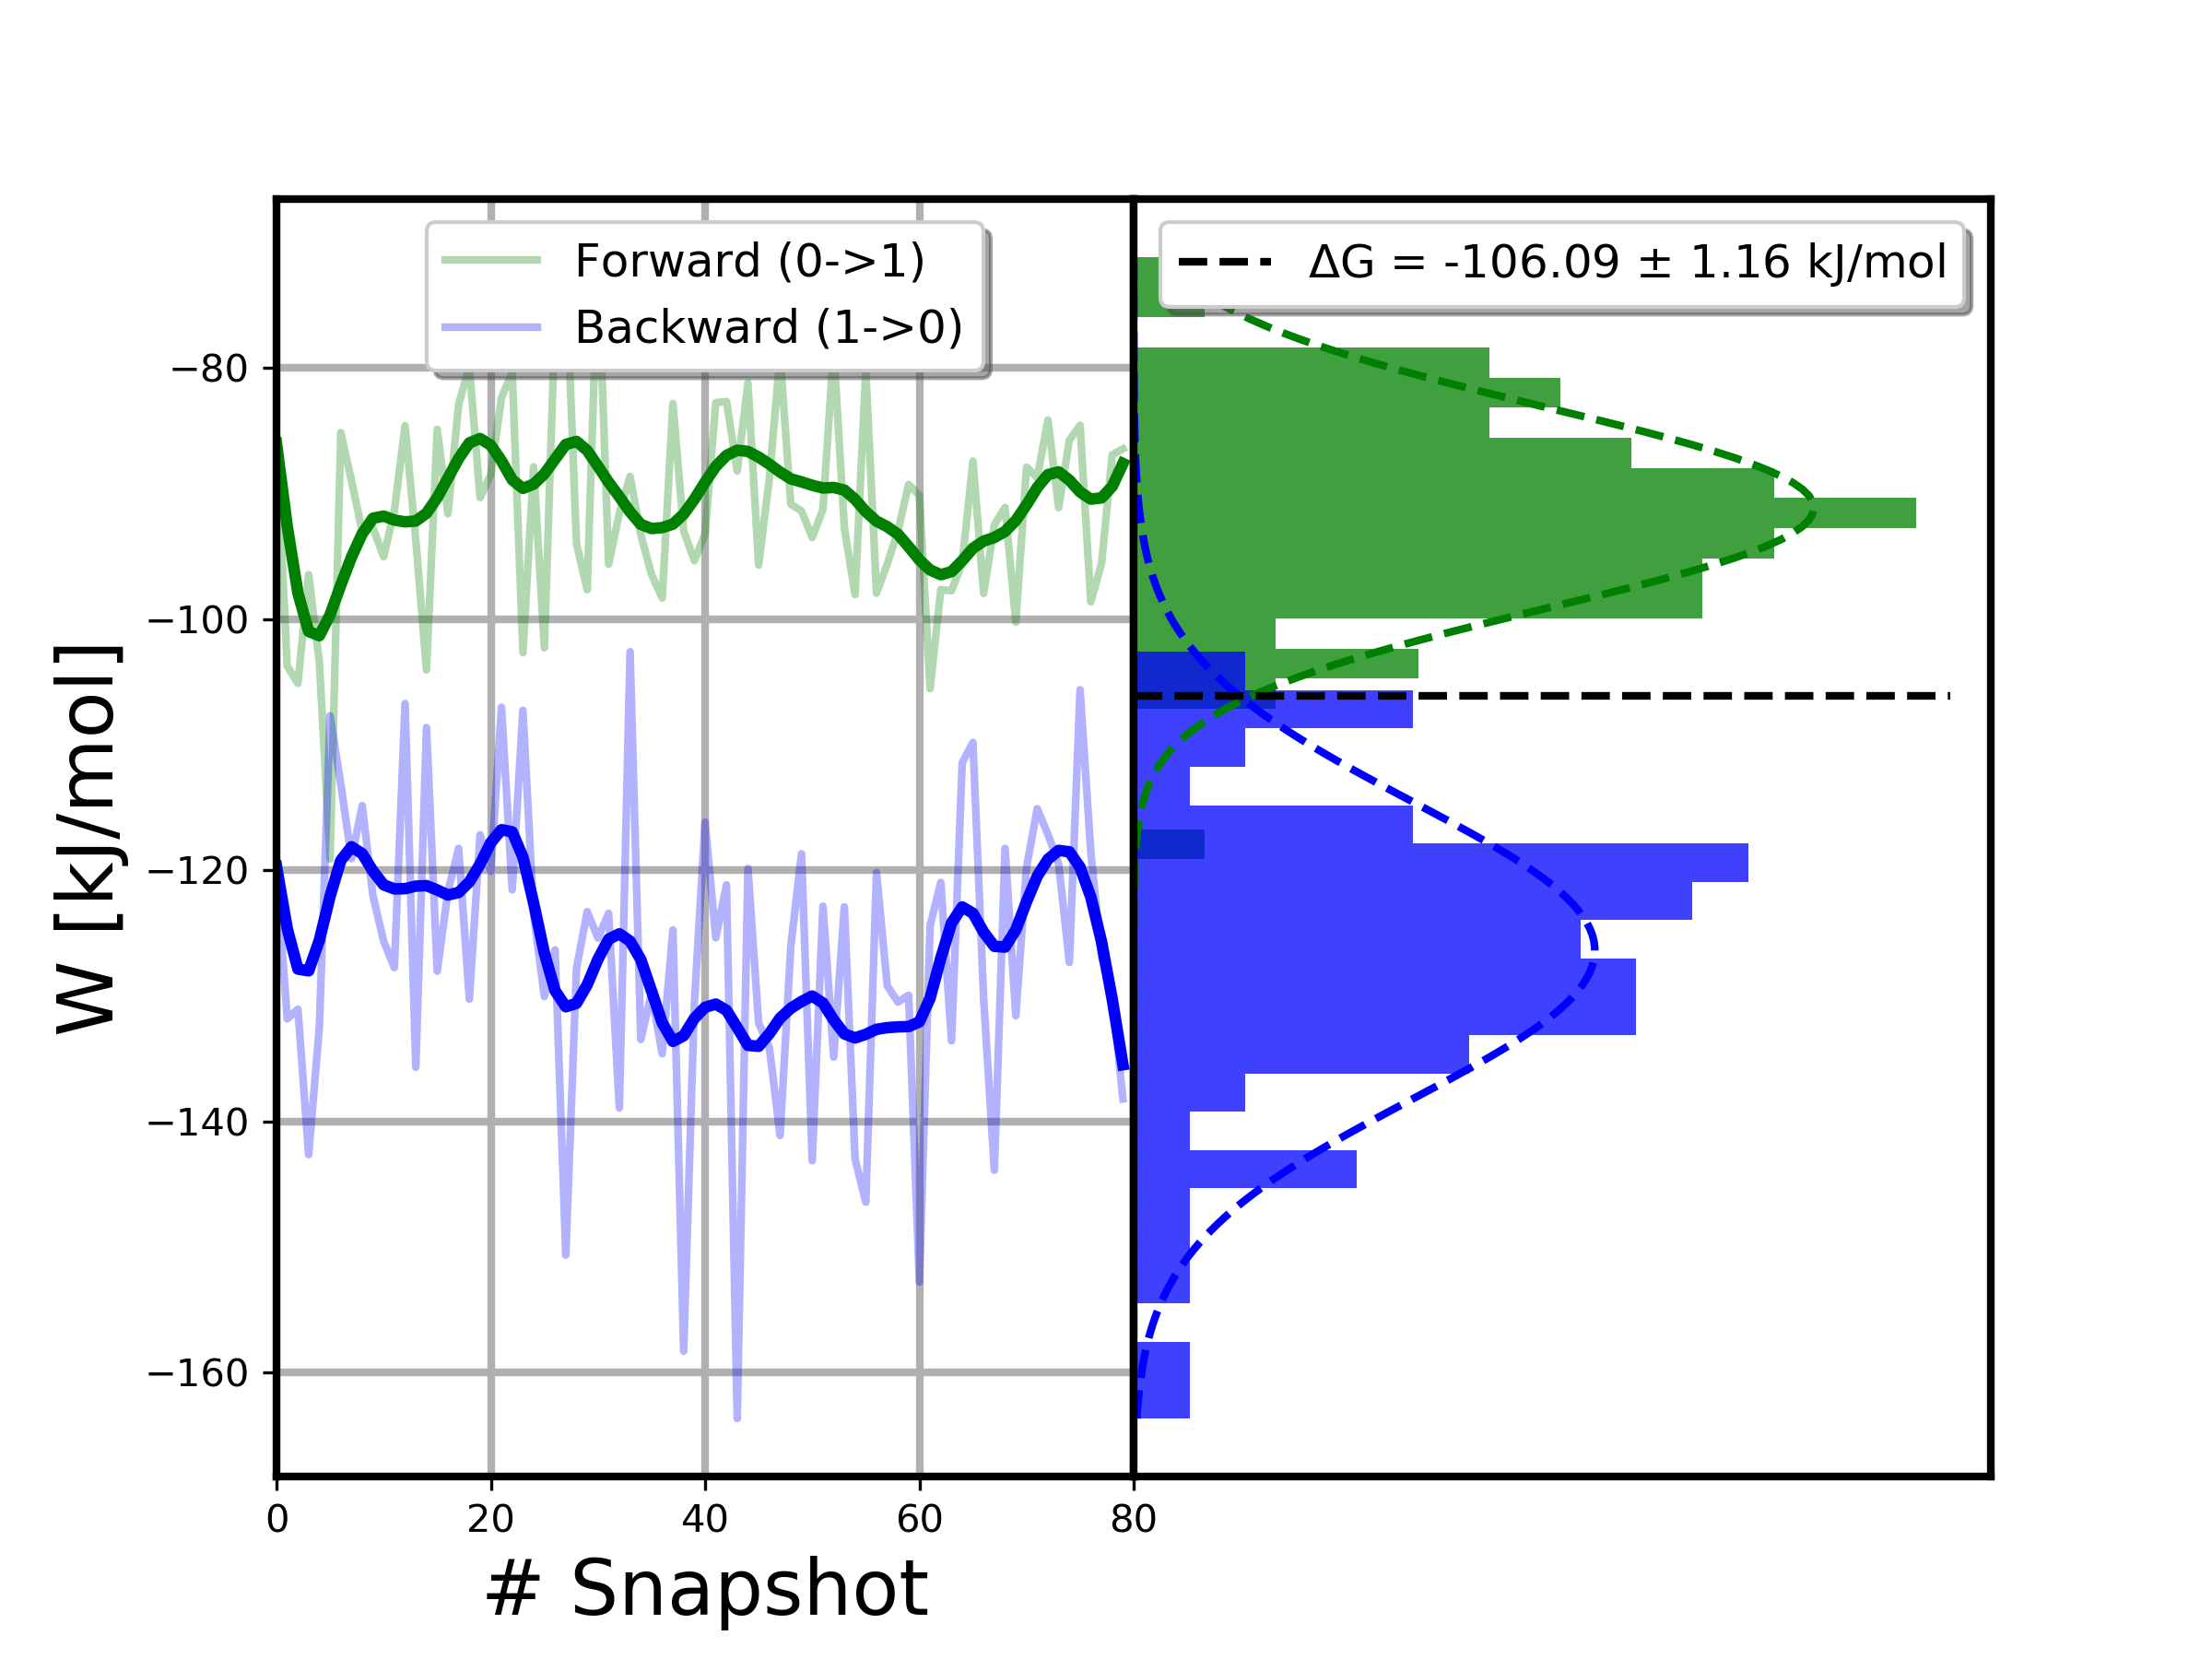 Forward (0->1)
Backward (1->0)
ΔG = -106.09 ± 1.16 kJ/mol
W [kJ/mol]
−80
−100
−120
−140
−160
0 20 40 60 80
# Snapshot